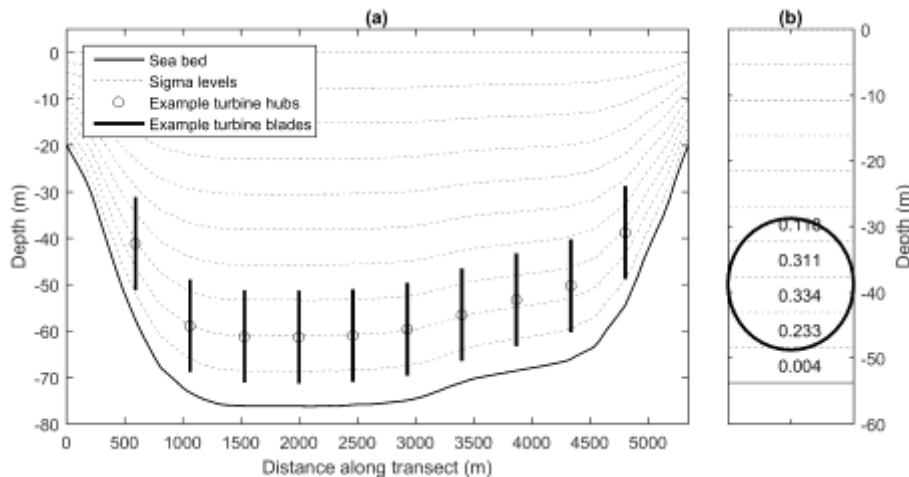 (a)
(b)
Sea bed
Sigma levels
Example turbine hubs
Example turbine blades
0
-10
-20
-30
-40
-50
-60
-70
-80
Depth (m)
0 500 1000 1500 2000 2500 3000 3500 4000 4500 5000
Distance along transect (m)
0
-10
-20
-30
-40
-50
-60
Depth (m)
0.311
0.334
0.233
0.004